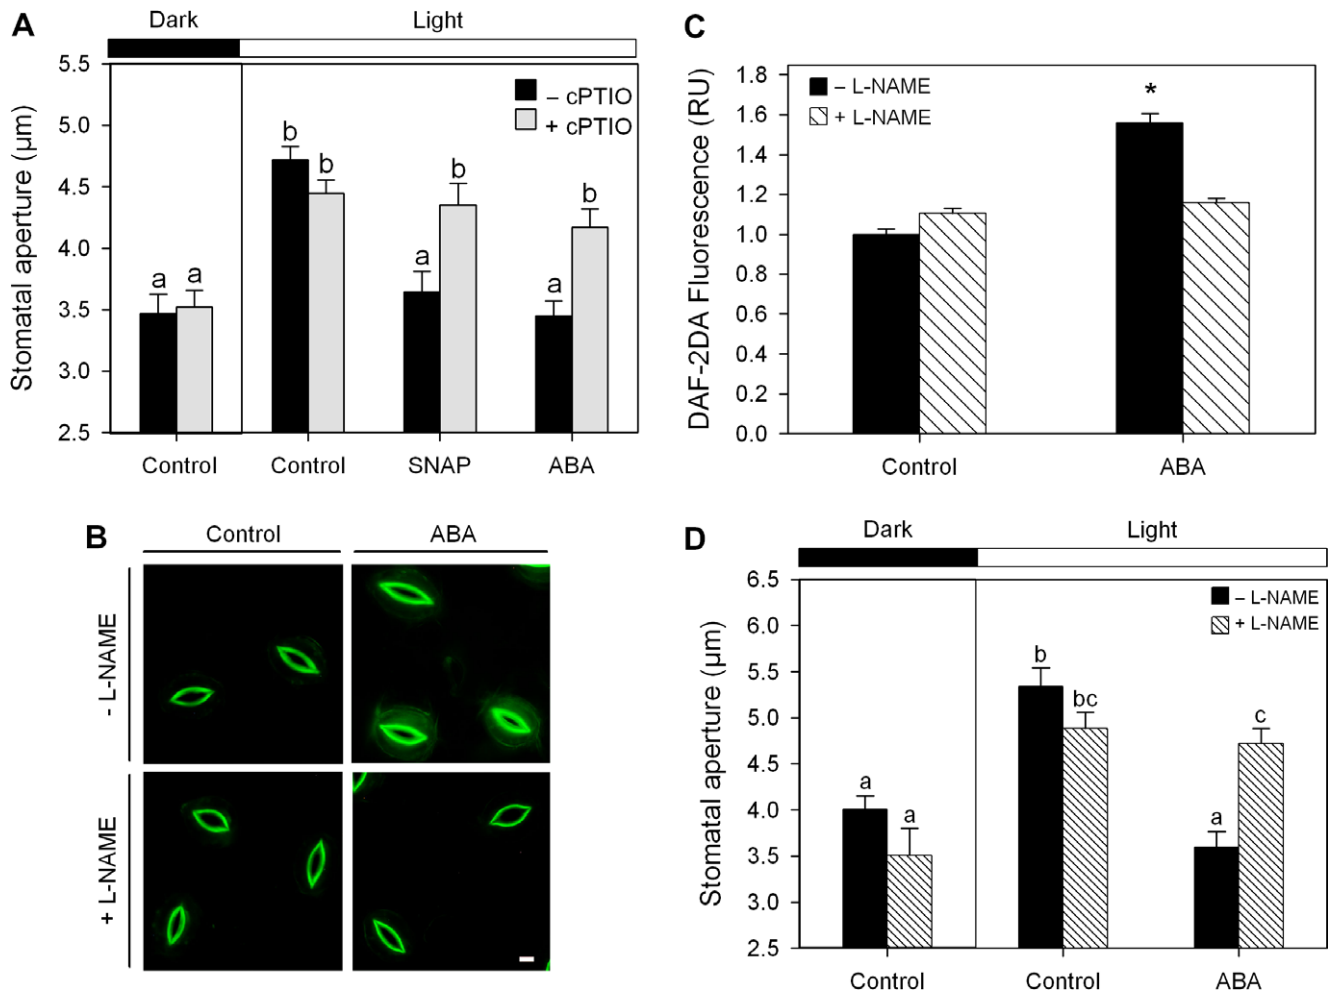 A
Dark Light
Stomatal aperture (µm)
5.5
5.0
4.5
4.0
3.5
3.0
2.5
– cPTIO
+ cPTIO
a a b b a b a b
Control Control SNAP ABA
B
Control ABA
- L-NAME
+ L-NAME
C
DAF-2DA Fluorescence (RU)
1.8
1.6
1.4
1.2
1.0
0.8
0.6
0.4
1.2
0.0
– L-NAME
+ L-NAME
*
Control ABA
D
Dark Light
Stomatal aperture (µm)
6.5
6.0
5.5
5.0
4.5
4.0
3.5
3.0
2.5
– L-NAME
+ L-NAME
a a b bc a c
Control Control ABA